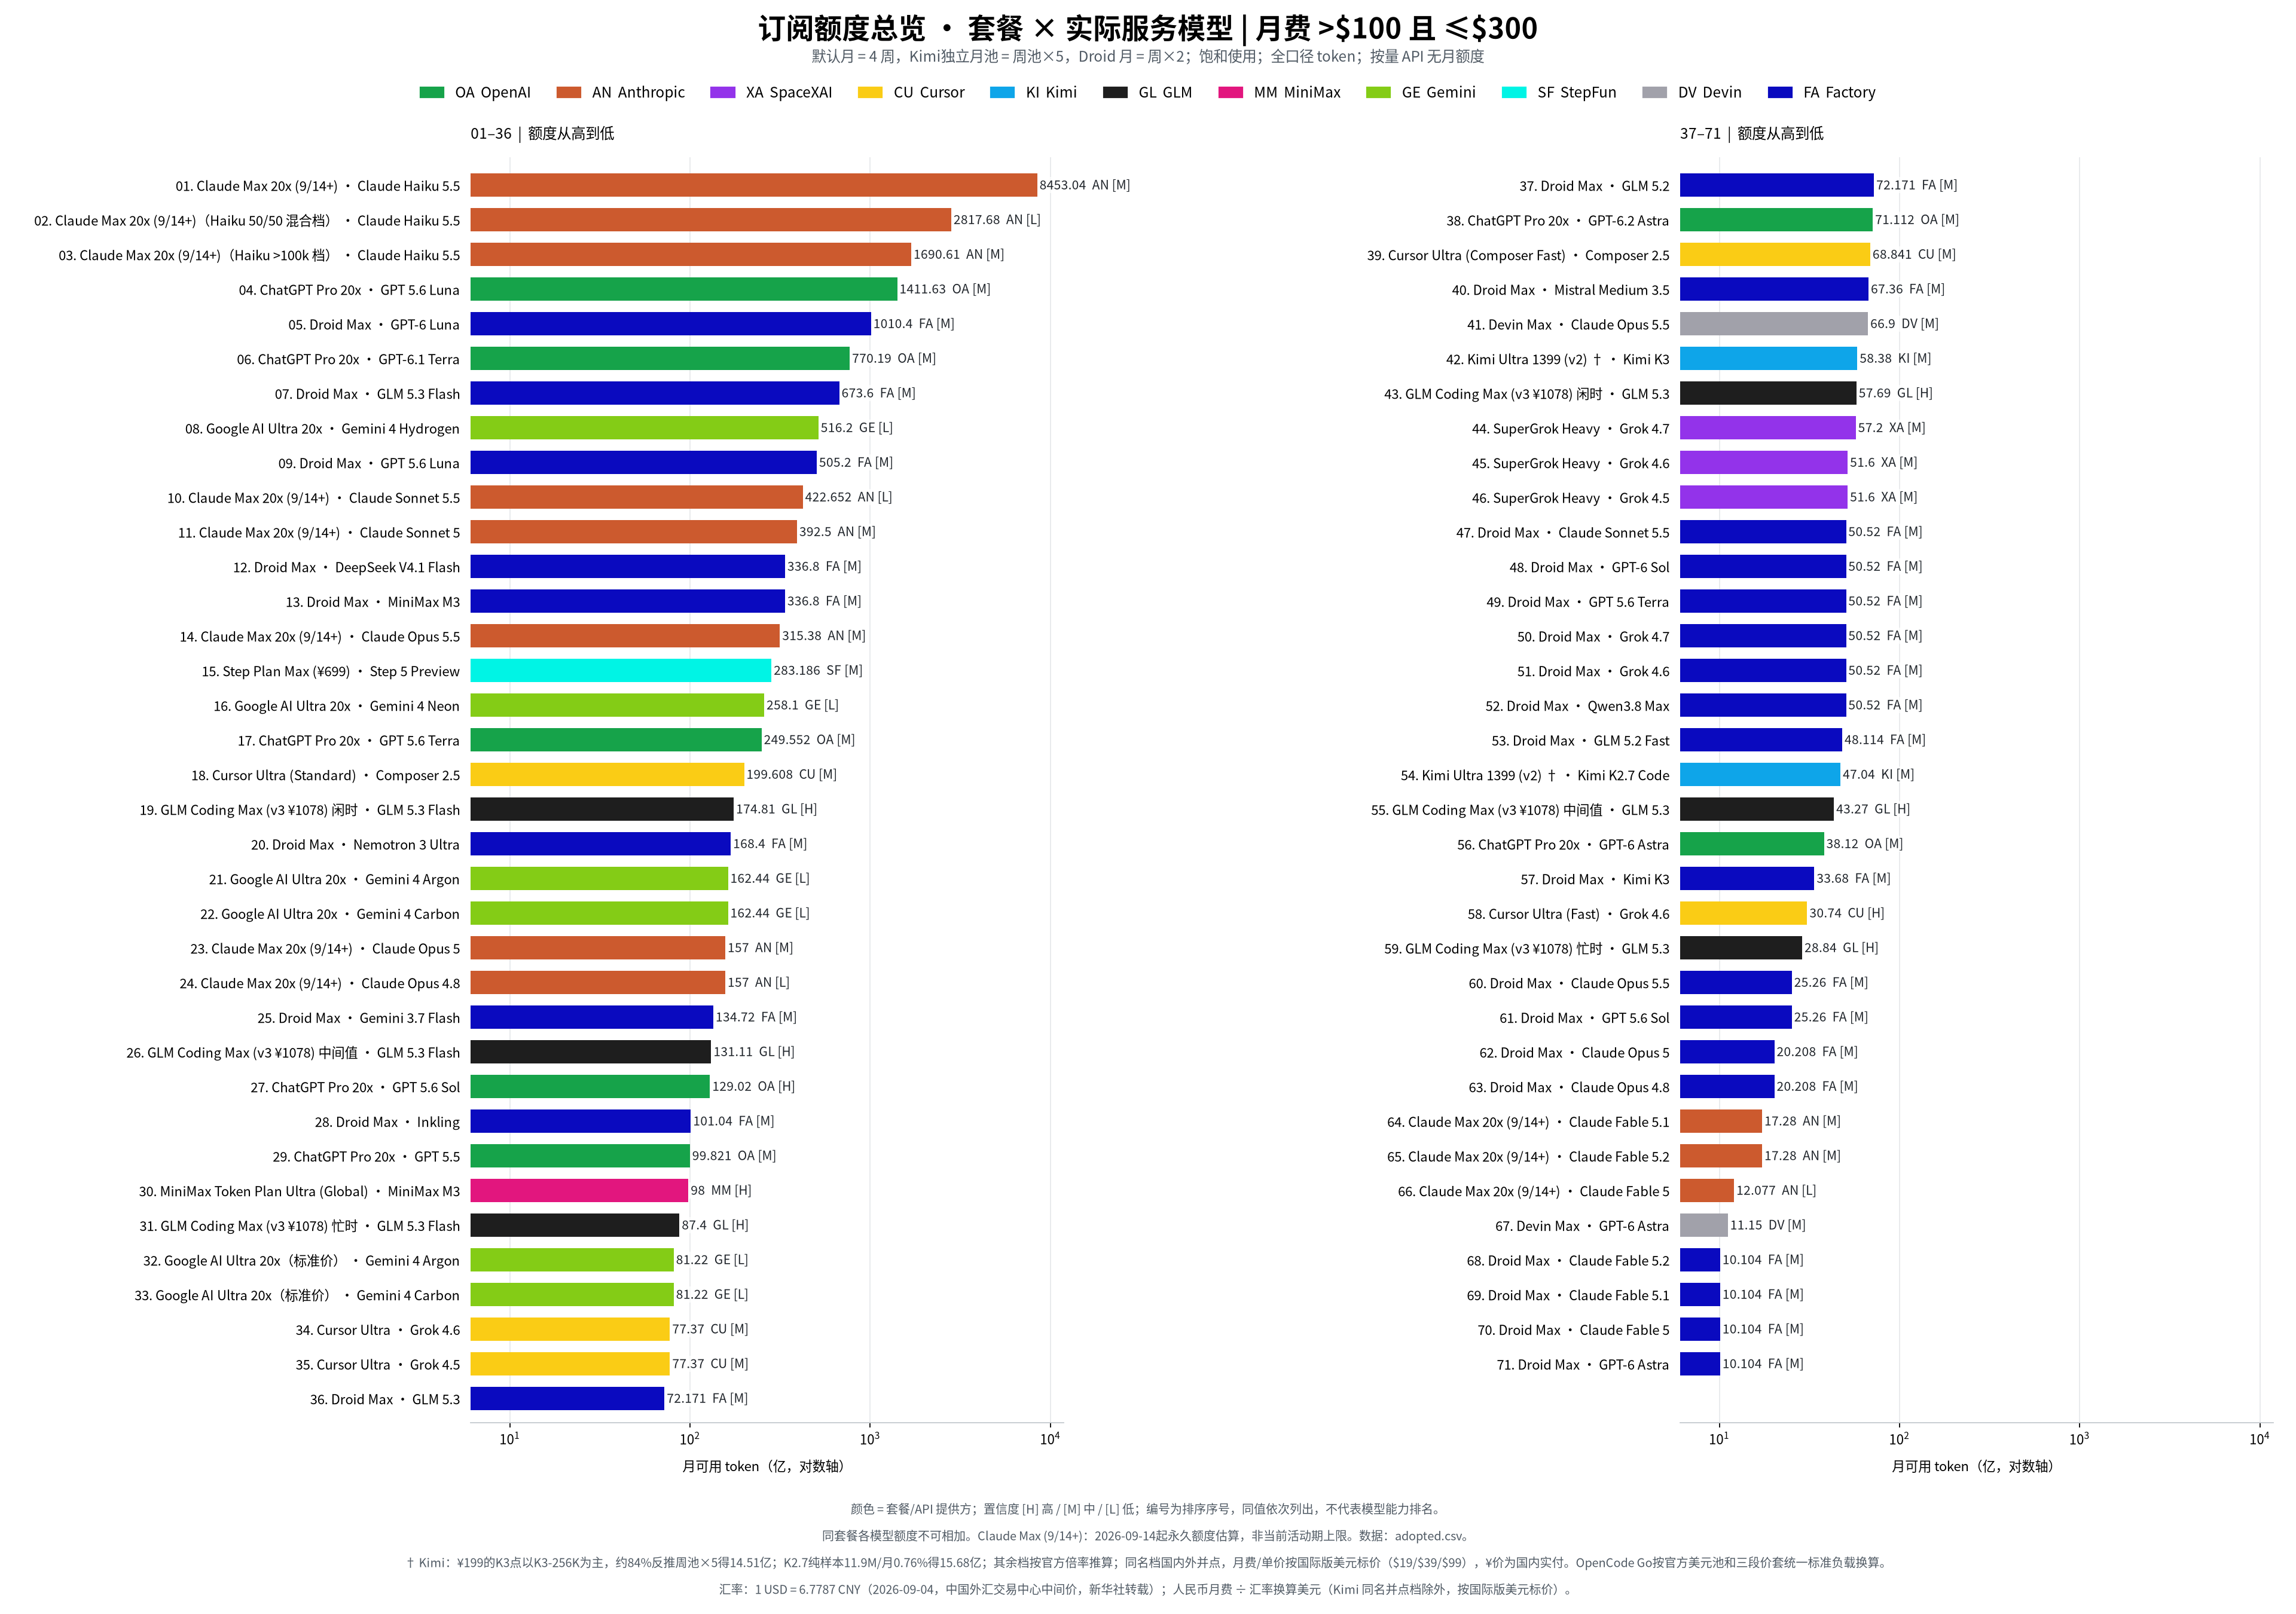 订阅额度总览 · 套餐 × 实际服务模型 | 月费 >$100 且 ≤$300
默认月 = 4 周，Kimi独立月池 = 周池×5，Droid 月 = 周×2；饱和使用；全口径 token；按量 API 无月额度
OA OpenAI AN Anthropic XA SpaceXAI CU Cursor KI Kimi GL GLM MM MiniMax GE Gemini SF StepFun DV Devin FA Factory
01–36 | 额度从高到低
01. Claude Max 20x (9/14+) · Claude Haiku 5.5 8453.04 AN [M]
02. Claude Max 20x (9/14+)（Haiku 50/50 混合档） · Claude Haiku 5.5 2817.68 AN [L]
03. Claude Max 20x (9/14+)（Haiku >100k 档） · Claude Haiku 5.5 1690.61 AN [M]
04. ChatGPT Pro 20x · GPT 5.6 Luna 1411.63 OA [M]
05. Droid Max · GPT-6 Luna 1010.4 FA [M]
06. ChatGPT Pro 20x · GPT-6.1 Terra 770.19 OA [M]
07. Droid Max · GLM 5.3 Flash 673.6 FA [M]
08. Google AI Ultra 20x · Gemini 4 Hydrogen 516.2 GE [L]
09. Droid Max · GPT 5.6 Luna 505.2 FA [M]
10. Claude Max 20x (9/14+) · Claude Sonnet 5.5 422.652 AN [L]
11. Claude Max 20x (9/14+) · Claude Sonnet 5 392.5 AN [M]
12. Droid Max · DeepSeek V4.1 Flash 336.8 FA [M]
13. Droid Max · MiniMax M3 336.8 FA [M]
14. Claude Max 20x (9/14+) · Claude Opus 5.5 315.38 AN [M]
15. Step Plan Max (¥699) · Step 5 Preview 283.186 SF [M]
16. Google AI Ultra 20x · Gemini 4 Neon 258.1 GE [L]
17. ChatGPT Pro 20x · GPT 5.6 Terra 249.552 OA [M]
18. Cursor Ultra (Standard) · Composer 2.5 199.608 CU [M]
19. GLM Coding Max (v3 ¥1078) 闲时 · GLM 5.3 Flash 174.81 GL [H]
20. Droid Max · Nemotron 3 Ultra 168.4 FA [M]
21. Google AI Ultra 20x · Gemini 4 Argon 162.44 GE [L]
22. Google AI Ultra 20x · Gemini 4 Carbon 162.44 GE [L]
23. Claude Max 20x (9/14+) · Claude Opus 5 157 AN [M]
24. Claude Max 20x (9/14+) · Claude Opus 4.8 157 AN [L]
25. Droid Max · Gemini 3.7 Flash 134.72 FA [M]
26. GLM Coding Max (v3 ¥1078) 中间值 · GLM 5.3 Flash 131.11 GL [H]
27. ChatGPT Pro 20x · GPT 5.6 Sol 129.02 OA [H]
28. Droid Max · Inkling 101.04 FA [M]
29. ChatGPT Pro 20x · GPT 5.5 99.821 OA [M]
30. MiniMax Token Plan Ultra (Global) · MiniMax M3 98 MM [H]
31. GLM Coding Max (v3 ¥1078) 忙时 · GLM 5.3 Flash 87.4 GL [H]
32. Google AI Ultra 20x（标准价） · Gemini 4 Argon 81.22 GE [L]
33. Google AI Ultra 20x（标准价） · Gemini 4 Carbon 81.22 GE [L]
34. Cursor Ultra · Grok 4.6 77.37 CU [M]
35. Cursor Ultra · Grok 4.5 77.37 CU [M]
36. Droid Max · GLM 5.3 72.171 FA [M]
10¹ 10² 10³ 10⁴
月可用 token（亿，对数轴）
37–71 | 额度从高到低
37. Droid Max · GLM 5.2 72.171 FA [M]
38. ChatGPT Pro 20x · GPT-6.2 Astra 71.112 OA [M]
39. Cursor Ultra (Composer Fast) · Composer 2.5 68.841 CU [M]
40. Droid Max · Mistral Medium 3.5 67.36 FA [M]
41. Devin Max · Claude Opus 5.5 66.9 DV [M]
42. Kimi Ultra 1399 (v2) † · Kimi K3 58.38 KI [M]
43. GLM Coding Max (v3 ¥1078) 闲时 · GLM 5.3 57.69 GL [H]
44. SuperGrok Heavy · Grok 4.7 57.2 XA [M]
45. SuperGrok Heavy · Grok 4.6 51.6 XA [M]
46. SuperGrok Heavy · Grok 4.5 51.6 XA [M]
47. Droid Max · Claude Sonnet 5.5 50.52 FA [M]
48. Droid Max · GPT-6 Sol 50.52 FA [M]
49. Droid Max · GPT 5.6 Terra 50.52 FA [M]
50. Droid Max · Grok 4.7 50.52 FA [M]
51. Droid Max · Grok 4.6 50.52 FA [M]
52. Droid Max · Qwen3.8 Max 50.52 FA [M]
53. Droid Max · GLM 5.2 Fast 48.114 FA [M]
54. Kimi Ultra 1399 (v2) † · Kimi K2.7 Code 47.04 KI [M]
55. GLM Coding Max (v3 ¥1078) 中间值 · GLM 5.3 43.27 GL [H]
56. ChatGPT Pro 20x · GPT-6 Astra 38.12 OA [M]
57. Droid Max · Kimi K3 33.68 FA [M]
58. Cursor Ultra (Fast) · Grok 4.6 30.74 CU [H]
59. GLM Coding Max (v3 ¥1078) 忙时 · GLM 5.3 28.84 GL [H]
60. Droid Max · Claude Opus 5.5 25.26 FA [M]
61. Droid Max · GPT 5.6 Sol 25.26 FA [M]
62. Droid Max · Claude Opus 5 20.208 FA [M]
63. Droid Max · Claude Opus 4.8 20.208 FA [M]
64. Claude Max 20x (9/14+) · Claude Fable 5.1 17.28 AN [M]
65. Claude Max 20x (9/14+) · Claude Fable 5.2 17.28 AN [M]
66. Claude Max 20x (9/14+) · Claude Fable 5 12.077 AN [L]
67. Devin Max · GPT-6 Astra 11.15 DV [M]
68. Droid Max · Claude Fable 5.2 10.104 FA [M]
69. Droid Max · Claude Fable 5.1 10.104 FA [M]
70. Droid Max · Claude Fable 5 10.104 FA [M]
71. Droid Max · GPT-6 Astra 10.104 FA [M]
10¹ 10² 10³ 10⁴
月可用 token（亿，对数轴）
颜色 = 套餐/API 提供方；置信度 [H] 高 / [M] 中 / [L] 低；编号为排序序号，同值依次列出，不代表模型能力排名。
同套餐各模型额度不可相加。Claude Max (9/14+)：2026-09-14起永久额度估算，非当前活动期上限。数据：adopted.csv。
† Kimi：¥199的K3点以K3-256K为主，约84%反推周池×5得14.51亿；K2.7纯样本11.9M/月0.76%得15.68亿；其余档按官方倍率推算；同名档国内外并点，月费/单价按国际版美元标价（$19/$39/$99），¥价为国内实付。OpenCode Go按官方美元池和三段价套统一标准负载换算。
汇率：1 USD = 6.7787 CNY（2026-09-04，中国外汇交易中心中间价，新华社转载）；人民币月费 ÷ 汇率换算美元（Kimi 同名并点档除外，按国际版美元标价）。